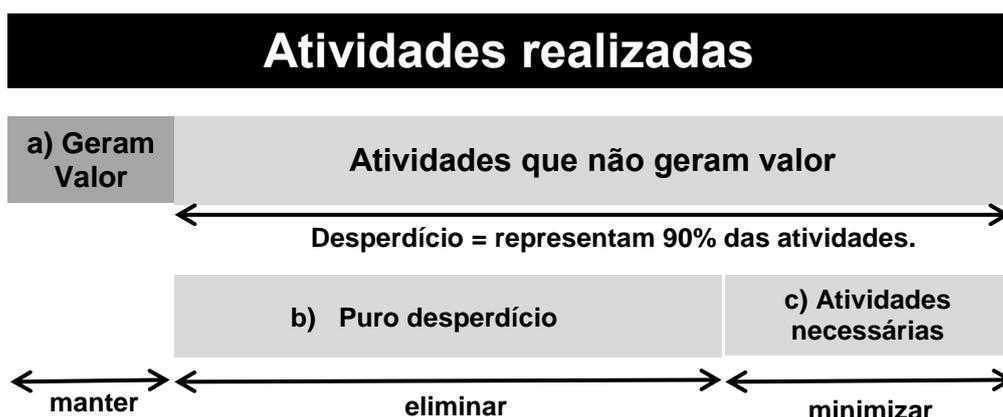 Atividades realizadas
a) Geram
Valor
Atividades que não geram valor
Desperdício = representam 90% das atividades.
b) Puro desperdício
c) Atividades
necessárias
manter
eliminar
minimizar